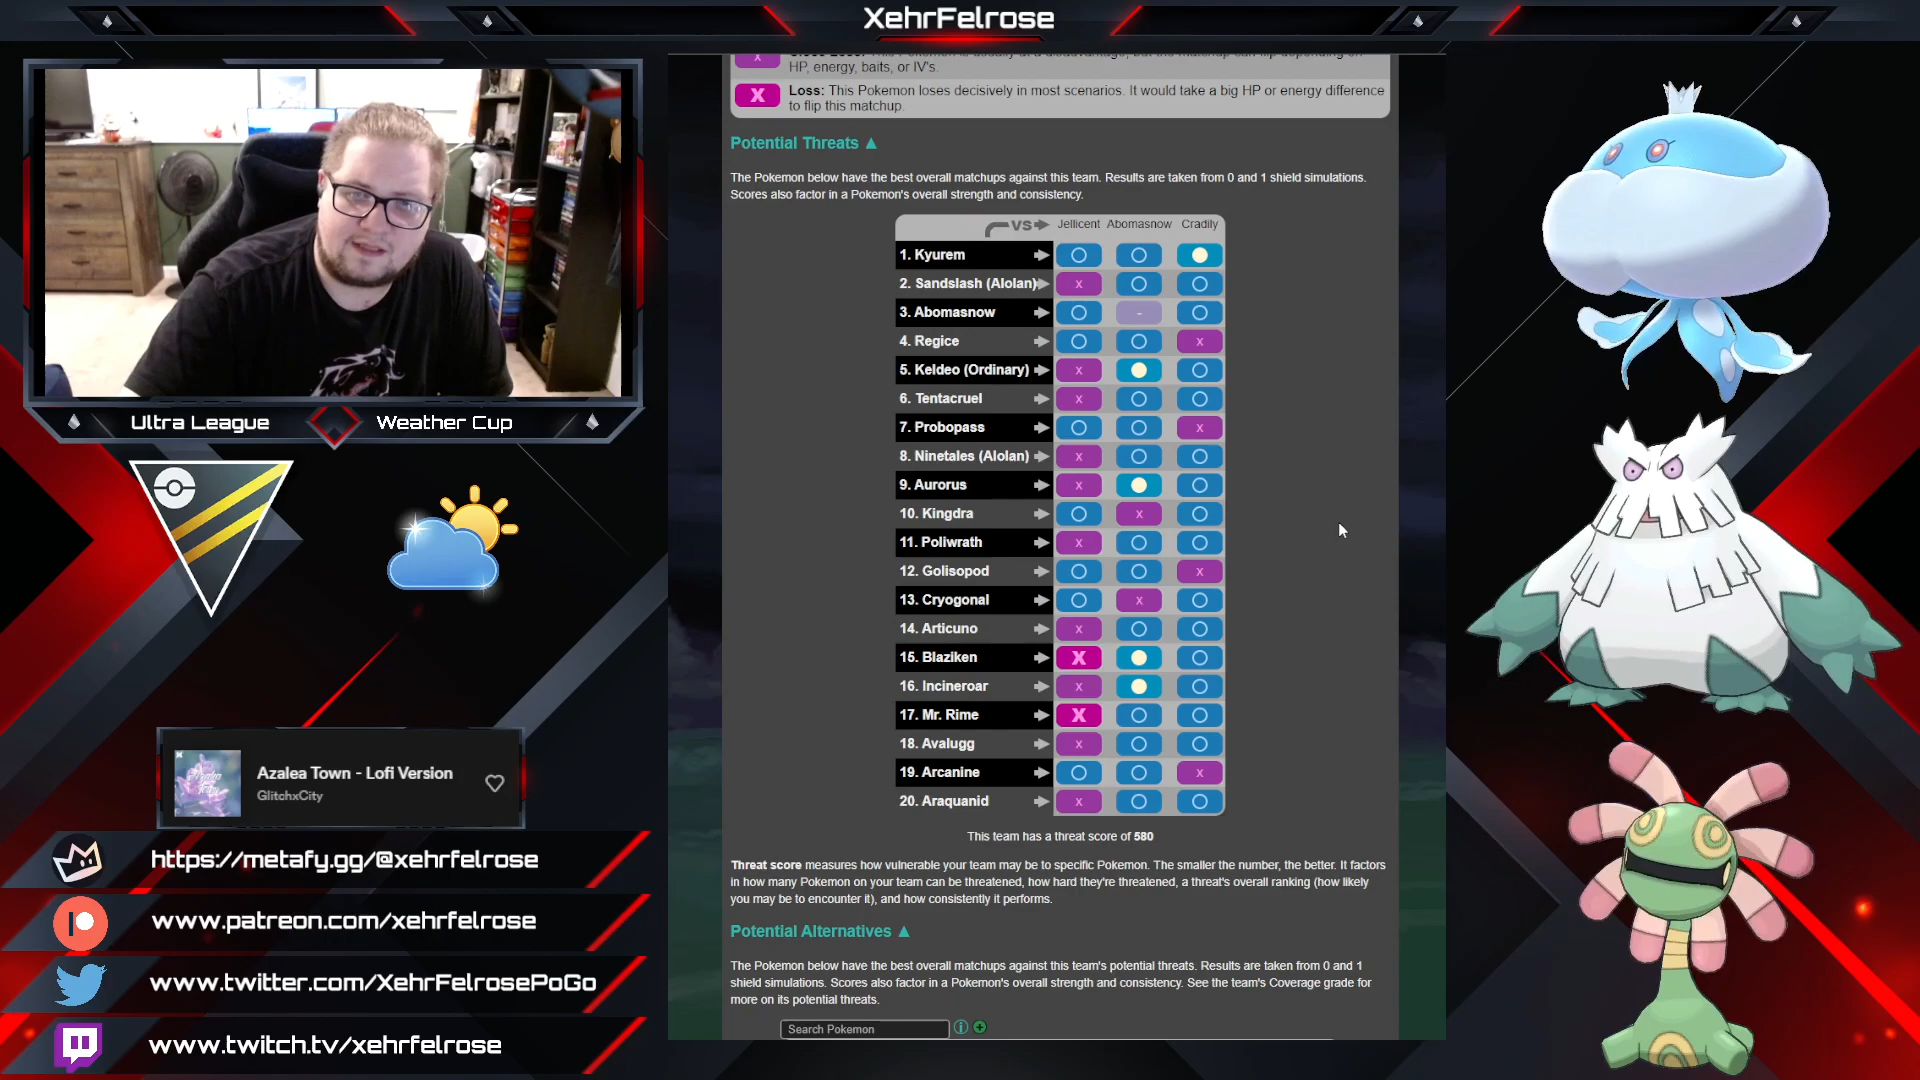 XehrFelrose
HP, energy, baits, or IV's.
X
Loss: This Pokemon loses decisively in most scenarios. It would take a big HP or energy difference
to flip this matchup.
Potential Threats ▲
The Pokemon below have the best overall matchups against this team. Results are taken from 0 and 1 shield simulations.
Scores also factor in a Pokemon's overall strength and consistency.
VS Jellicent Abomasnow Cradily
1. Kyurem
2. Sandslash (Alolan) x
3. Abomasnow -
4. Regice x
5. Keldeo (Ordinary) x
6. Tentacruel x
7. Probopass x
8. Ninetales (Alolan) x
9. Aurorus x
10. Kingdra x
11. Poliwrath x
12. Golisopod x
13. Cryogonal x
14. Articuno x
15. Blaziken X
16. Incineroar x
17. Mr. Rime X
18. Avalugg x
19. Arcanine x
20. Araquanid x
This team has a threat score of 580
Threat score measures how vulnerable your team may be to specific Pokemon. The smaller the number, the better. It factors
in how many Pokemon on your team can be threatened, how hard they're threatened, a threat's overall ranking (how likely
you may be to encounter it), and how consistently it performs.
Potential Alternatives ▲
The Pokemon below have the best overall matchups against this team's potential threats. Results are taken from 0 and 1
shield simulations. Scores also factor in a Pokemon's overall strength and consistency. See the team's Coverage grade for
more on its potential threats.
Search Pokemon
Ultra League
Weather Cup
Azalea Town - Lofi Version
GlitchxCity
https://metafy.gg/@xehrfelrose
www.patreon.com/xehrfelrose
www.twitter.com/XehrFelrosePoGo
www.twitch.tv/xehrfelrose